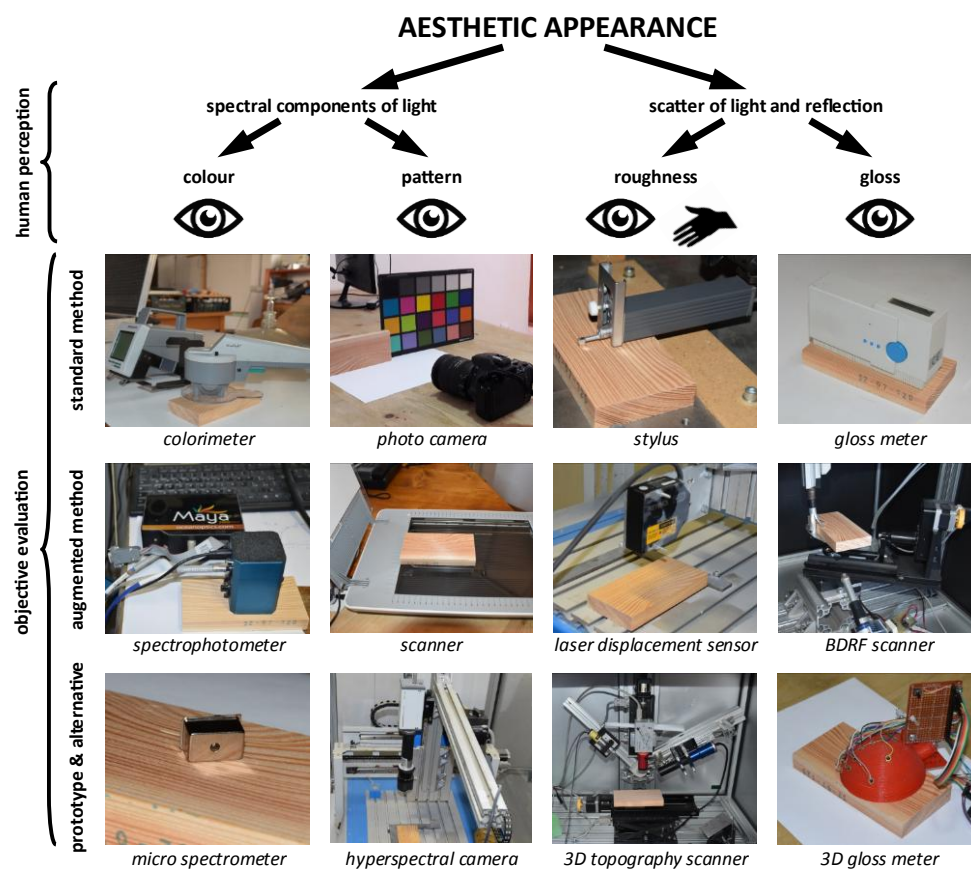 AESTHETIC APPEARANCE
human perception
spectral components of light
scatter of light and reflection
colour
pattern
roughness
gloss
objective evaluation
standard method
colorimeter
photo camera
stylus
gloss meter
augmented method
Maya
oceanoptics.com
spectrophotometer
scanner
laser displacement sensor
BDRF scanner
prototype & alternative
micro spectrometer
hyperspectral camera
3D topography scanner
3D gloss meter